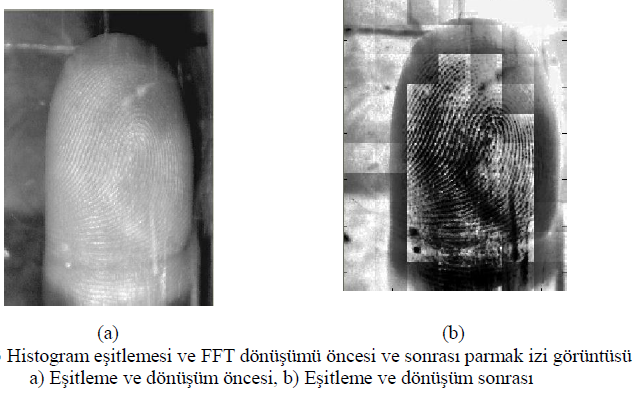 (a) (b)
Histogram eşitlemesi ve FFT dönüşümü öncesi ve sonrası parmak izi görüntüsü
a) Eşitleme ve dönüşüm öncesi, b) Eşitleme ve dönüşüm sonrası